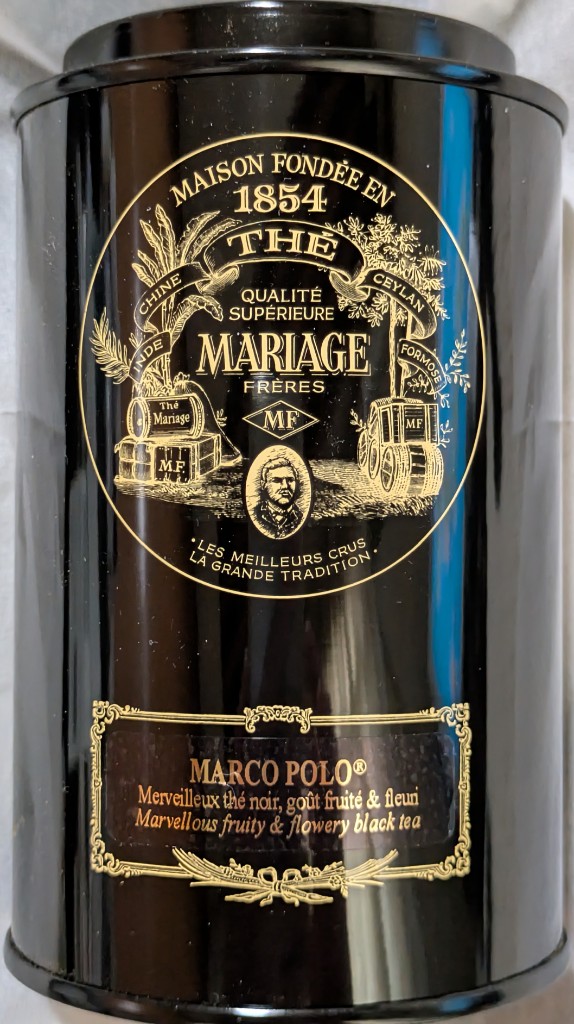 MAISON FONDÉE EN
1854
THÉ
INDE CHINE
CEYLAN FORMOSE
QUALITÉ
SUPÉRIEURE
MARIAGE
FRÈRES
MF
Thé
Mariage
M.F.
MF
• LES MEILLEURS CRUS
LA GRANDE TRADITION •
MARCO POLO®
Merveilleux thé noir, goût fruité & fleuri
Marvellous fruity & flowery black tea